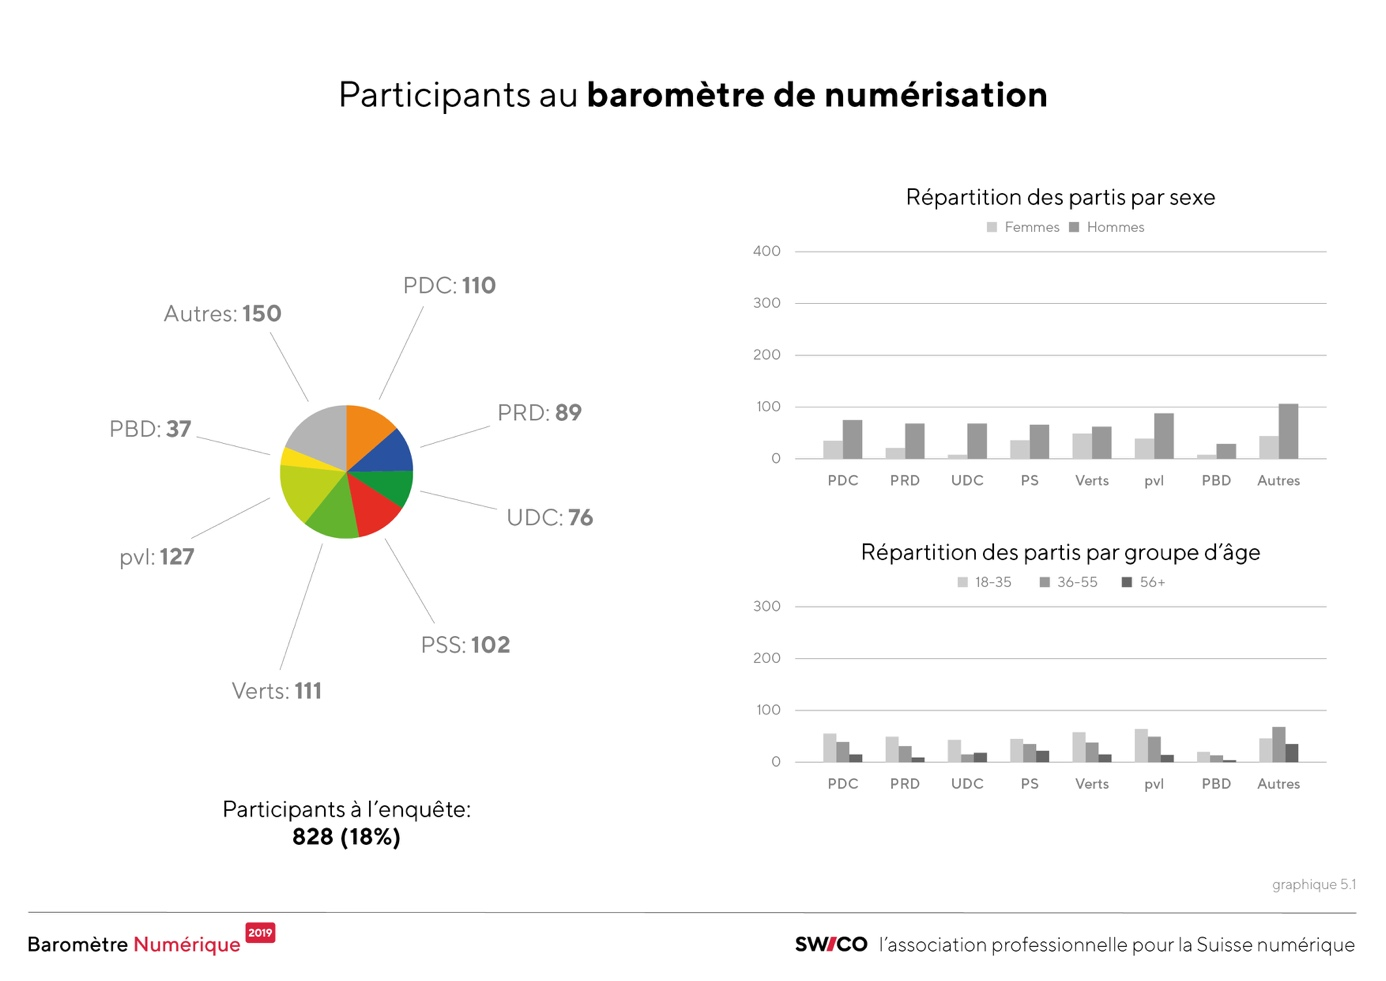 Participants au baromètre de numérisation
PDC: 110
Autres: 150
PRD: 89
PBD: 37
UDC: 76
pvl: 127
PSS: 102
Verts: 111
Participants à l'enquête:
828 (18%)
Répartition des partis par sexe
Femmes Hommes
400
300
200
100
0
PDC PRD UDC PS Verts pvl PBD Autres
Répartition des partis par groupe d'âge
18-35 36-55 56+
300
200
100
0
PDC PRD UDC PS Verts pvl PBD Autres
graphique 5.1
Baromètre Numérique 2019
SWICO l'association professionnelle pour la Suisse numérique